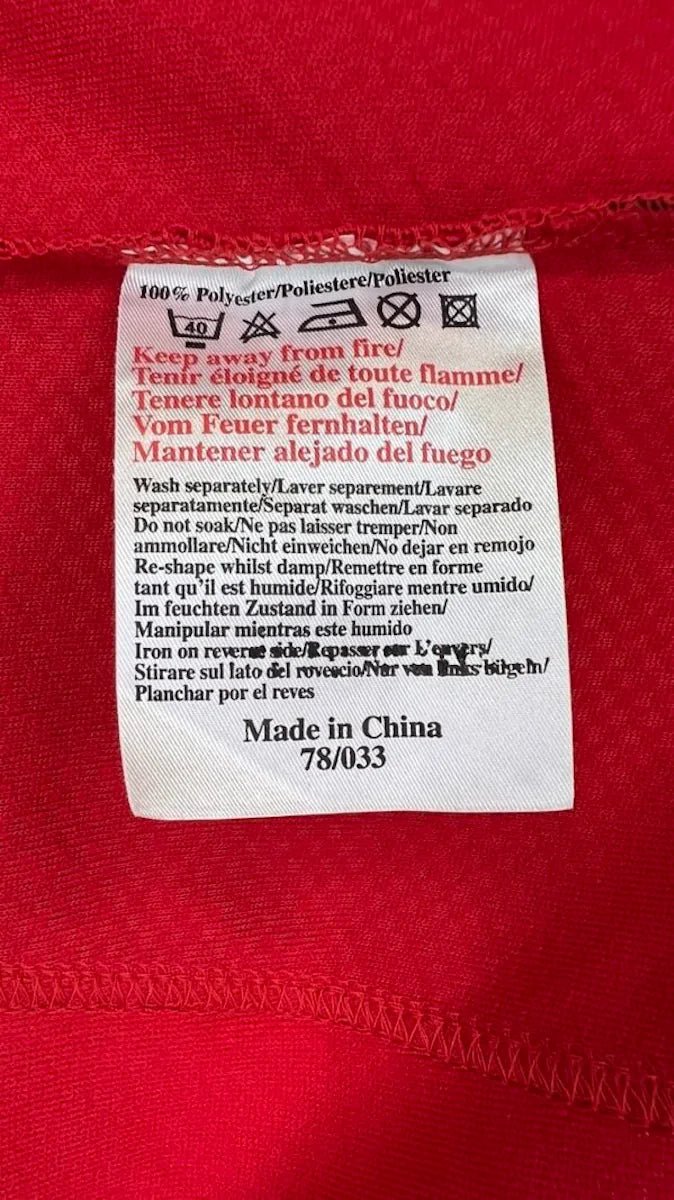 100% Polyester/Poliestere/Poliester
40
Keep away from fire/
Tenir éloigné de toute flamme/
Tenere lontano del fuoco/
Vom Feuer fernhalten/
Mantener alejado del fuego
Wash separately/Laver separement/Lavare
separatamente/Separat waschen/Lavar separado
Do not soak/Ne pas laisser tremper/Non
ammollare/Nicht einweichen/No dejar en remojo
Re-shape whilst damp/Remettre en forme
tant qu'il est humide/Rifoggiare mentre umido/
Im feuchten Zustand in Form ziehen/
Manipular mientras este humido
Iron on reverse side/Repasser sur L'envers/
Stirare sul lato del rovescio/Nur von links bügeln/
Planchar por el reves
Made in China
78/033